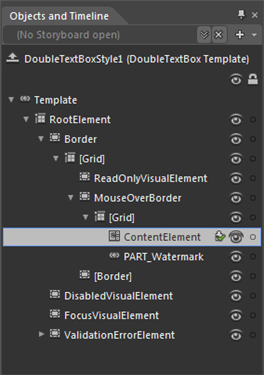 Objects and Timeline
(No Storyboard open)
DoubleTextBoxStyle1 (DoubleTextBox Template)
Template
RootElement
Border
[Grid]
ReadOnlyVisualElement
MouseOverBorder
[Grid]
ContentElement
PART_Watermark
[Border]
DisabledVisualElement
FocusVisualElement
ValidationErrorElement